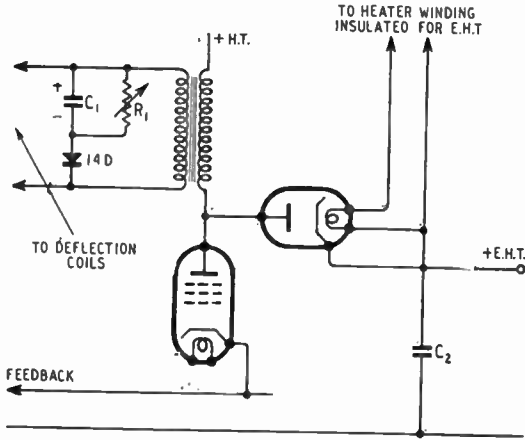 TO HEATER WINDING
INSULATED FOR E.H.T
+ H.T.
+
C1
-
R1
14D
TO DEFLECTION
COILS
+E.H.T.
C2
FEEDBACK